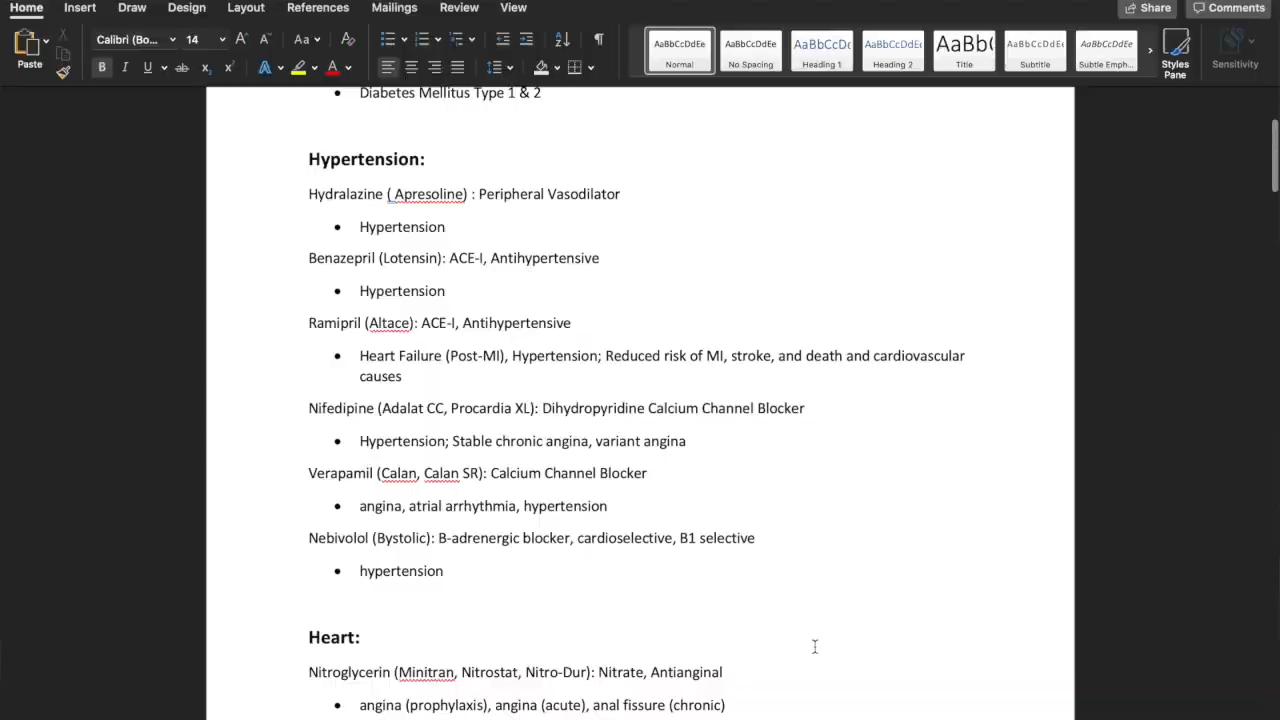 Home Insert Draw Design Layout References Mailings Review View Share Comments
Paste Calibri (Bo... 14 A A Aa A
B I U ab x₂ x² A A
AaBbCcDdEe AaBbCcDdEe AaBbCcDc AaBbCcDdEe AaBb( AaBbCcDdEe AaBbCcDdEe
Normal No Spacing Heading 1 Heading 2 Title Subtitle Subtle Emph... Styles Pane Sensitivity
• Diabetes Mellitus Type 1 & 2
Hypertension:
Hydralazine ( Apresoline) : Peripheral Vasodilator
• Hypertension
Benazepril (Lotensin): ACE-I, Antihypertensive
• Hypertension
Ramipril (Altace): ACE-I, Antihypertensive
• Heart Failure (Post-MI), Hypertension; Reduced risk of MI, stroke, and death and cardiovascular
causes
Nifedipine (Adalat CC, Procardia XL): Dihydropyridine Calcium Channel Blocker
• Hypertension; Stable chronic angina, variant angina
Verapamil (Calan, Calan SR): Calcium Channel Blocker
• angina, atrial arrhythmia, hypertension
Nebivolol (Bystolic): B-adrenergic blocker, cardioselective, B1 selective
• hypertension
Heart:
Nitroglycerin (Minitran, Nitrostat, Nitro-Dur): Nitrate, Antianginal
• angina (prophylaxis), angina (acute), anal fissure (chronic)